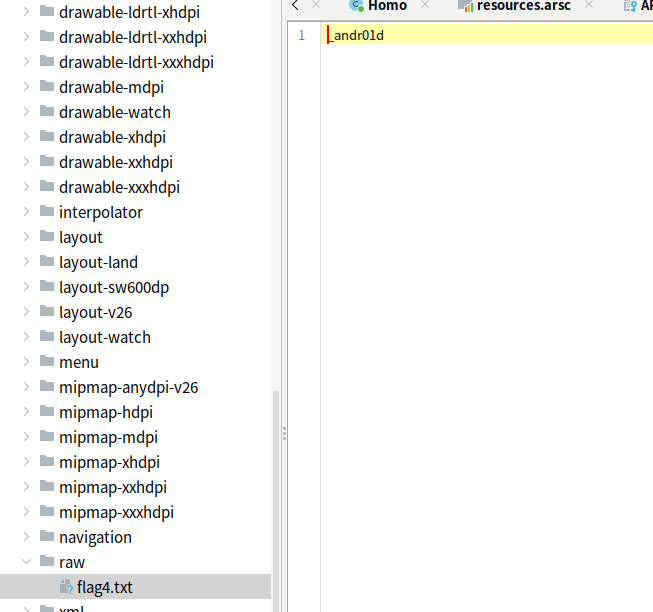 drawable-ldrtl-xhdpi
drawable-ldrtl-xxhdpi
drawable-ldrtl-xxxhdpi
drawable-mdpi
drawable-watch
drawable-xhdpi
drawable-xxhdpi
drawable-xxxhdpi
interpolator
layout
layout-land
layout-sw600dp
layout-v26
layout-watch
menu
mipmap-anydpi-v26
mipmap-hdpi
mipmap-mdpi
mipmap-xhdpi
mipmap-xxhdpi
mipmap-xxxhdpi
navigation
raw
flag4.txt
xml
Homo resources.arsc AP
1 _andr01d